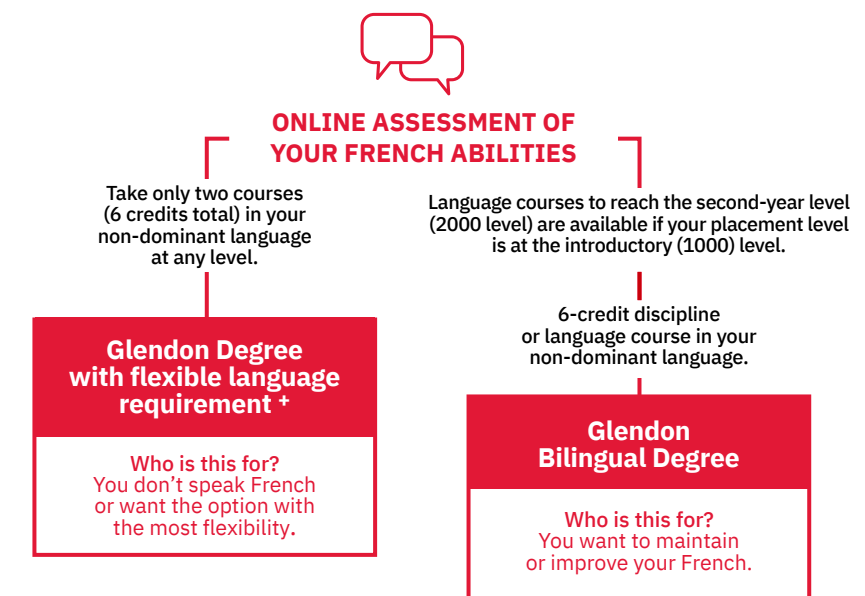 ONLINE ASSESSMENT OF
YOUR FRENCH ABILITIES
Take only two courses
(6 credits total) in your
non-dominant language
at any level.
Glendon Degree
with flexible language
requirement +
Who is this for?
You don’t speak French
or want the option with
the most flexibility.
Language courses to reach the second-year level
(2000 level) are available if your placement level
is at the introductory (1000) level.
6-credit discipline
or language course in your
non-dominant language.
Glendon
Bilingual Degree
Who is this for?
You want to maintain
or improve your French.